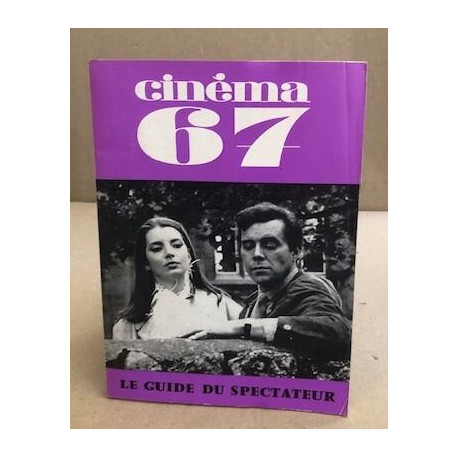 cinéma
67
LE GUIDE DU SPECTATEUR